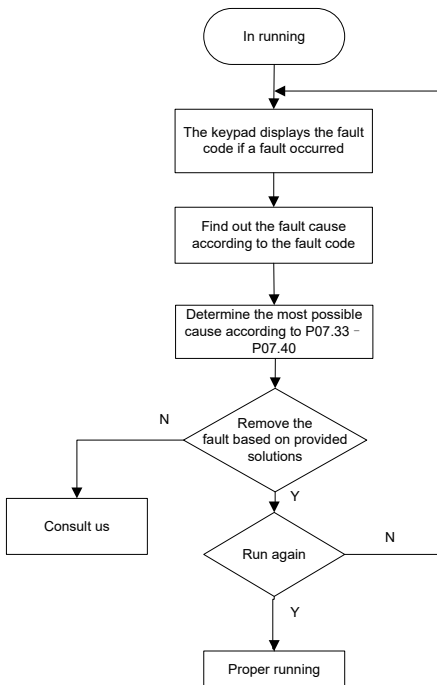 In running
The keypad displays the fault
code if a fault occurred
Find out the fault cause
according to the fault code
Determine the most possible
cause according to P07.33–
P07.40
N
Remove the
fault based on provided
solutions
Y
Consult us
Run again
N
Y
Proper running